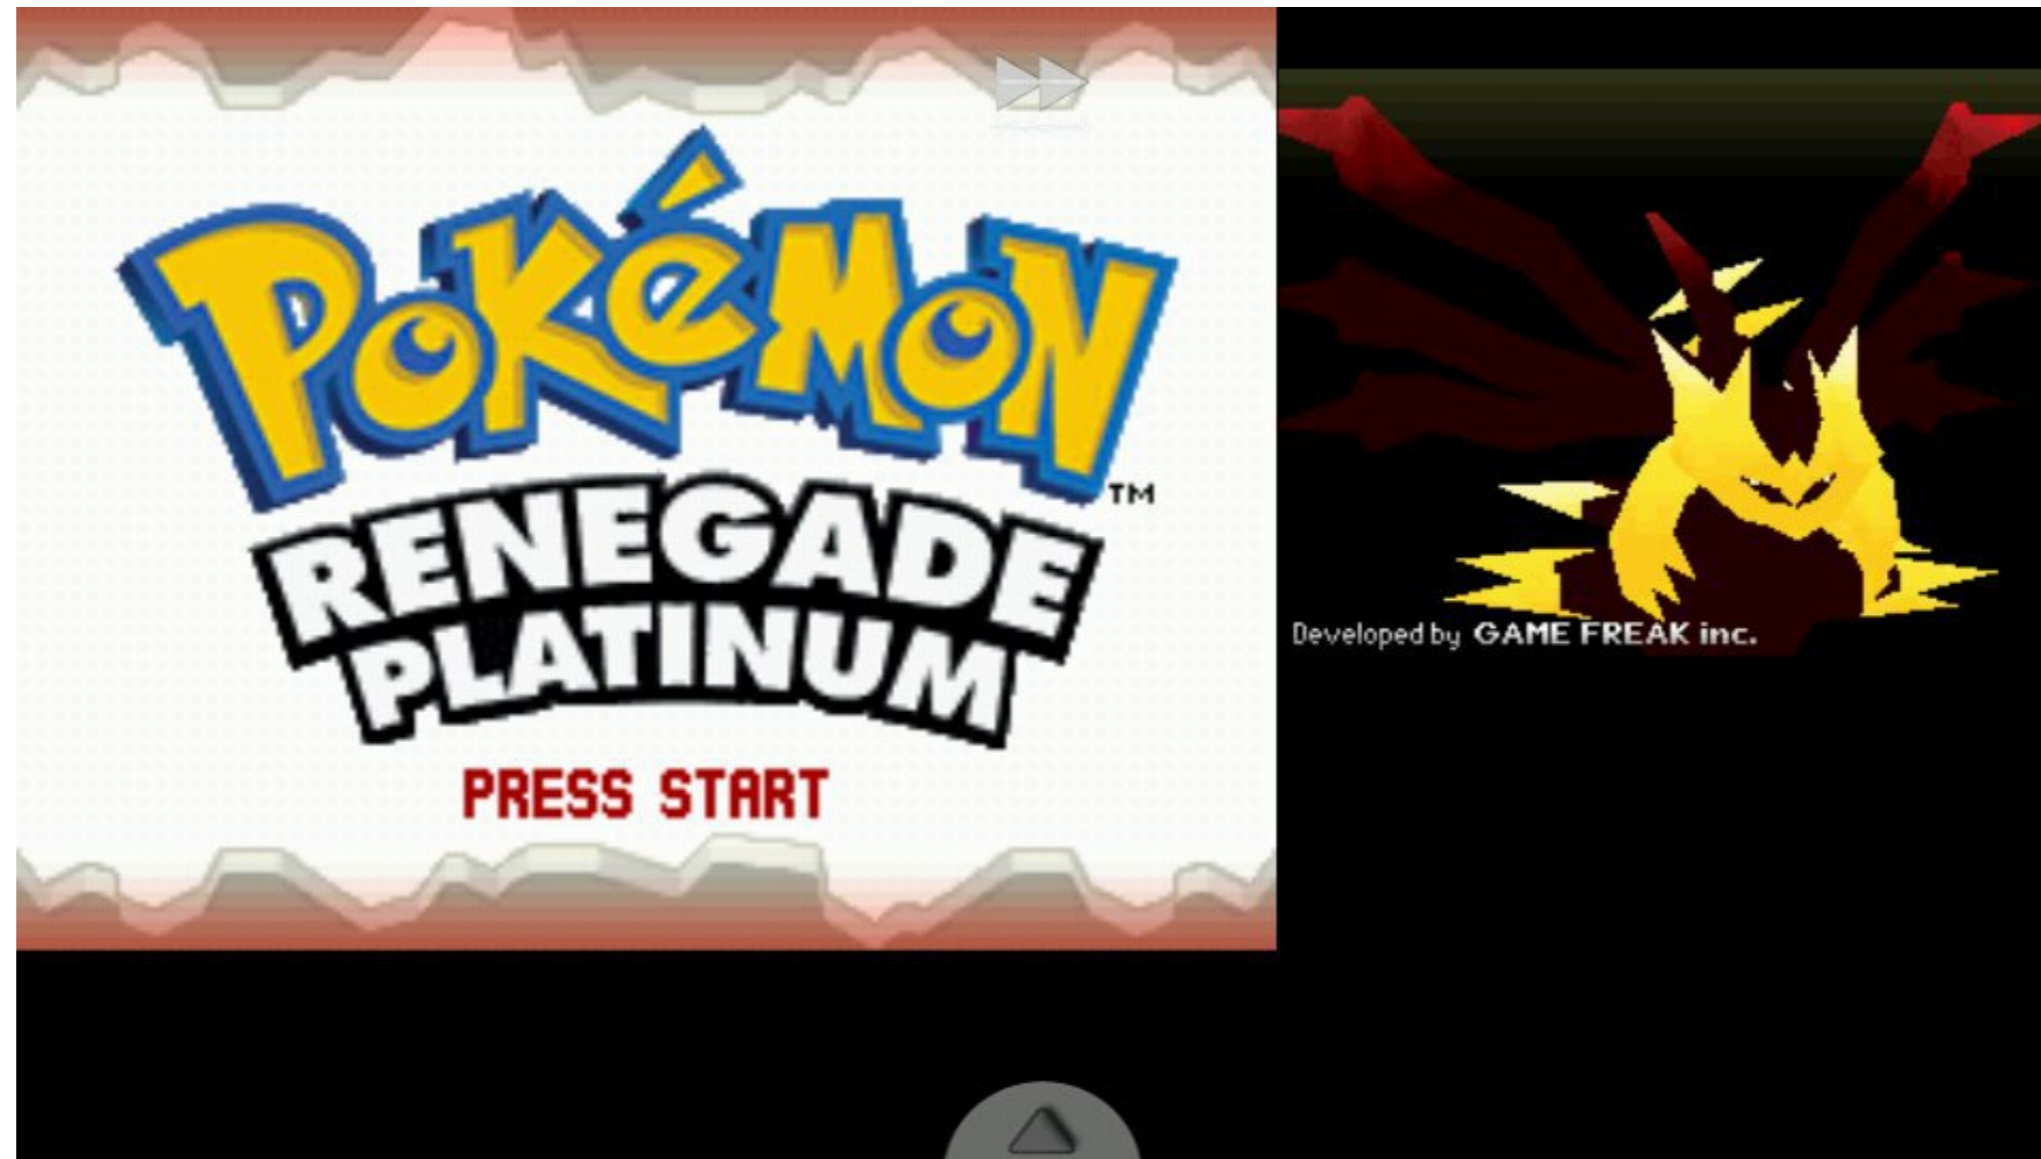 POKéMON
TM
RENEGADE
PLATINUM
PRESS START
Developed by GAME FREAK inc.